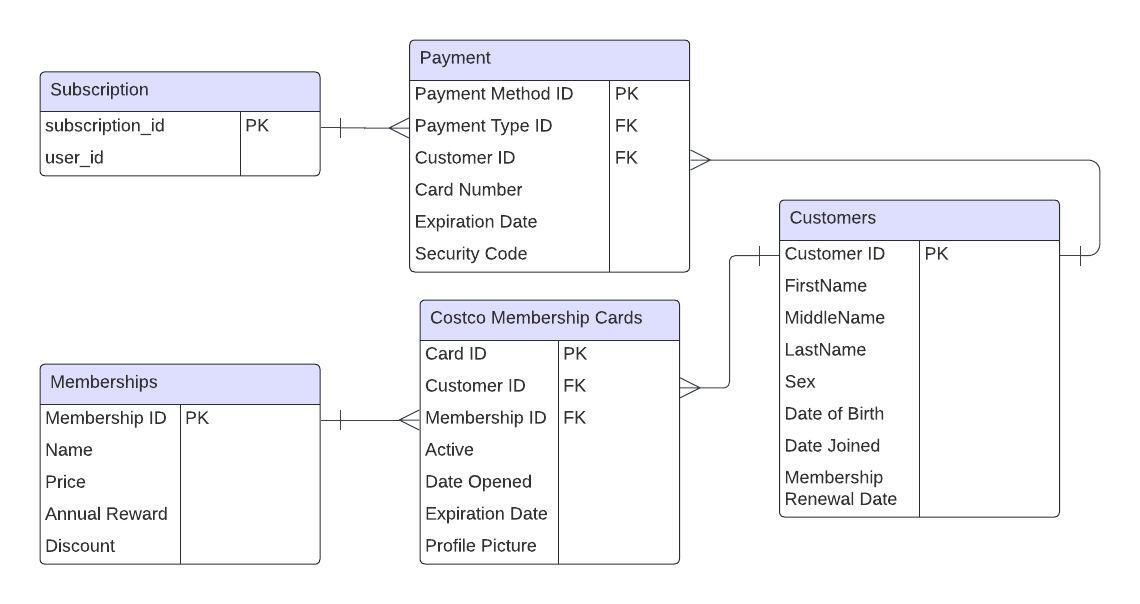 Subscription
subscription_id PK
user_id
Payment
Payment Method ID PK
Payment Type ID FK
Customer ID FK
Card Number
Expiration Date
Security Code
Customers
Customer ID PK
FirstName
MiddleName
LastName
Sex
Date of Birth
Date Joined
Membership
Renewal Date
Costco Membership Cards
Card ID PK
Customer ID FK
Membership ID FK
Active
Date Opened
Expiration Date
Profile Picture
Memberships
Membership ID PK
Name
Price
Annual Reward
Discount